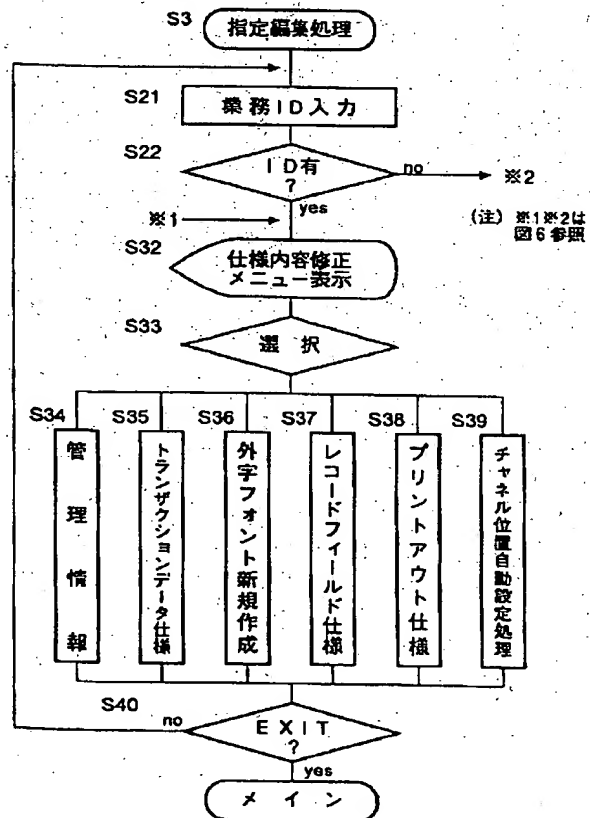 S3
指定編集処理
S21
業務ID入力
S22
ID有
?
no
※2
yes
※1
(注) ※1※2は
図6参照
S32
仕様内容修正
メニュー表示
S33
選択
S34
管理情報
S35
トランザクションデータ仕様
S36
外字フォント新規作成
S37
レコードフィールド仕様
S38
プリントアウト仕様
S39
チャネル位置自動設定処理
S40
no
EXIT
?
yes
メイン